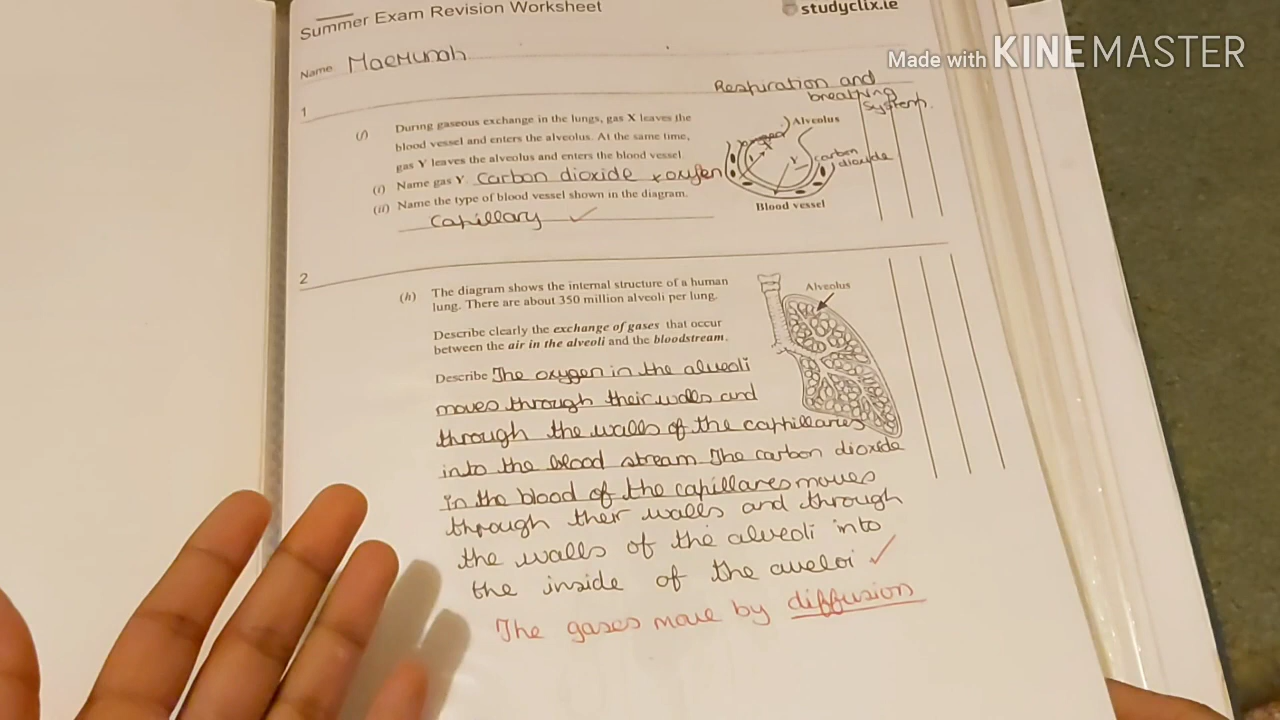 Summer Exam Revision Worksheet
studyclix.ie
Made with KINEMASTER
Name Maemunah
Respiration and
breathing
system.
1
(f) During gaseous exchange in the lungs, gas X leaves the
blood vessel and enters the alveolus. At the same time,
gas Y leaves the alveolus and enters the blood vessel
(i) Name gas Y Carbon dioxide x oxygen
(ii) Name the type of blood vessel shown in the diagram.
Capillary ✓
Alveolus
X
Y
carbon
dioxide
Blood vessel
2
(h) The diagram shows the internal structure of a human
lung. There are about 350 million alveoli per lung.
Alveolus
Describe clearly the exchange of gases that occur
between the air in the alveoli and the bloodstream.
Describe The oxygen in the alveoli
moves through their walls and
through the walls of the caphillaries
into the blood stream The carbon dioxide
in the blood of the capillares moves
through their walls and through
the walls of the alveoli into
the inside of the aveloi ✓
The gases move by diffusion